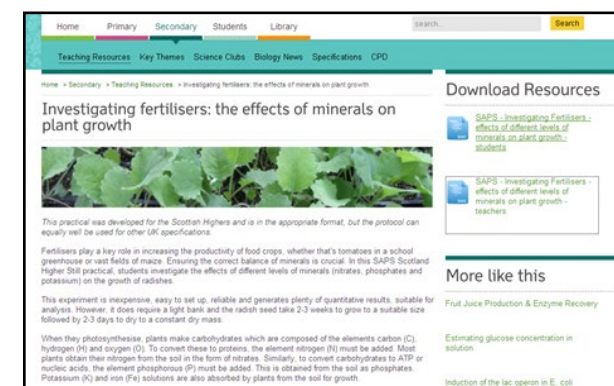 Home Primary Secondary Students Library
search... Search
Teaching Resources Key Themes Science Clubs Biology News Specifications CPD
Home > Secondary > Teaching Resources > Investigating fertilisers: the effects of minerals on plant growth
Investigating fertilisers: the effects of minerals on
plant growth
This practical was developed for the Scottish Highers and is in the appropriate format, but the protocol can
equally well be used for other UK specifications.
Fertilisers play a key role in increasing the productivity of food crops, whether that's tomatoes in a school
greenhouse or vast fields of maize. Ensuring the correct balance of minerals is crucial. In this SAPS Scotland
Higher Still practical, students investigate the effects of different levels of minerals (nitrates, phosphates and
potassium) on the growth of radishes.
This experiment is inexpensive, easy to set up, reliable and generates plenty of quantitative results, suitable for
analysis. However, it does require a light bank and the radish seed take 2-3 weeks to grow to a suitable size
followed by 2-3 days to dry to a constant dry mass.
When they photosynthesise, plants make carbohydrates which are composed of the elements carbon (C),
hydrogen (H) and oxygen (O). To convert these to proteins, the element nitrogen (N) must be added. Most
plants obtain their nitrogen from the soil in the form of nitrates. Similarly, to convert carbohydrates to ATP or
nucleic acids, the element phosphorous (P) must be added. This is obtained from the soil as phosphates.
Potassium (K) and iron (Fe) solutions are also absorbed by plants from the soil for growth.
Download Resources
SAPS - Investigating Fertilisers -
effects of different levels of
minerals on plant growth -
students
SAPS - Investigating Fertilisers -
effects of different levels of
minerals on plant growth -
teachers
More like this
Fruit Juice Production & Enzyme Recovery
Estimating glucose concentration in
solution
Induction of the lac operon in E. coli